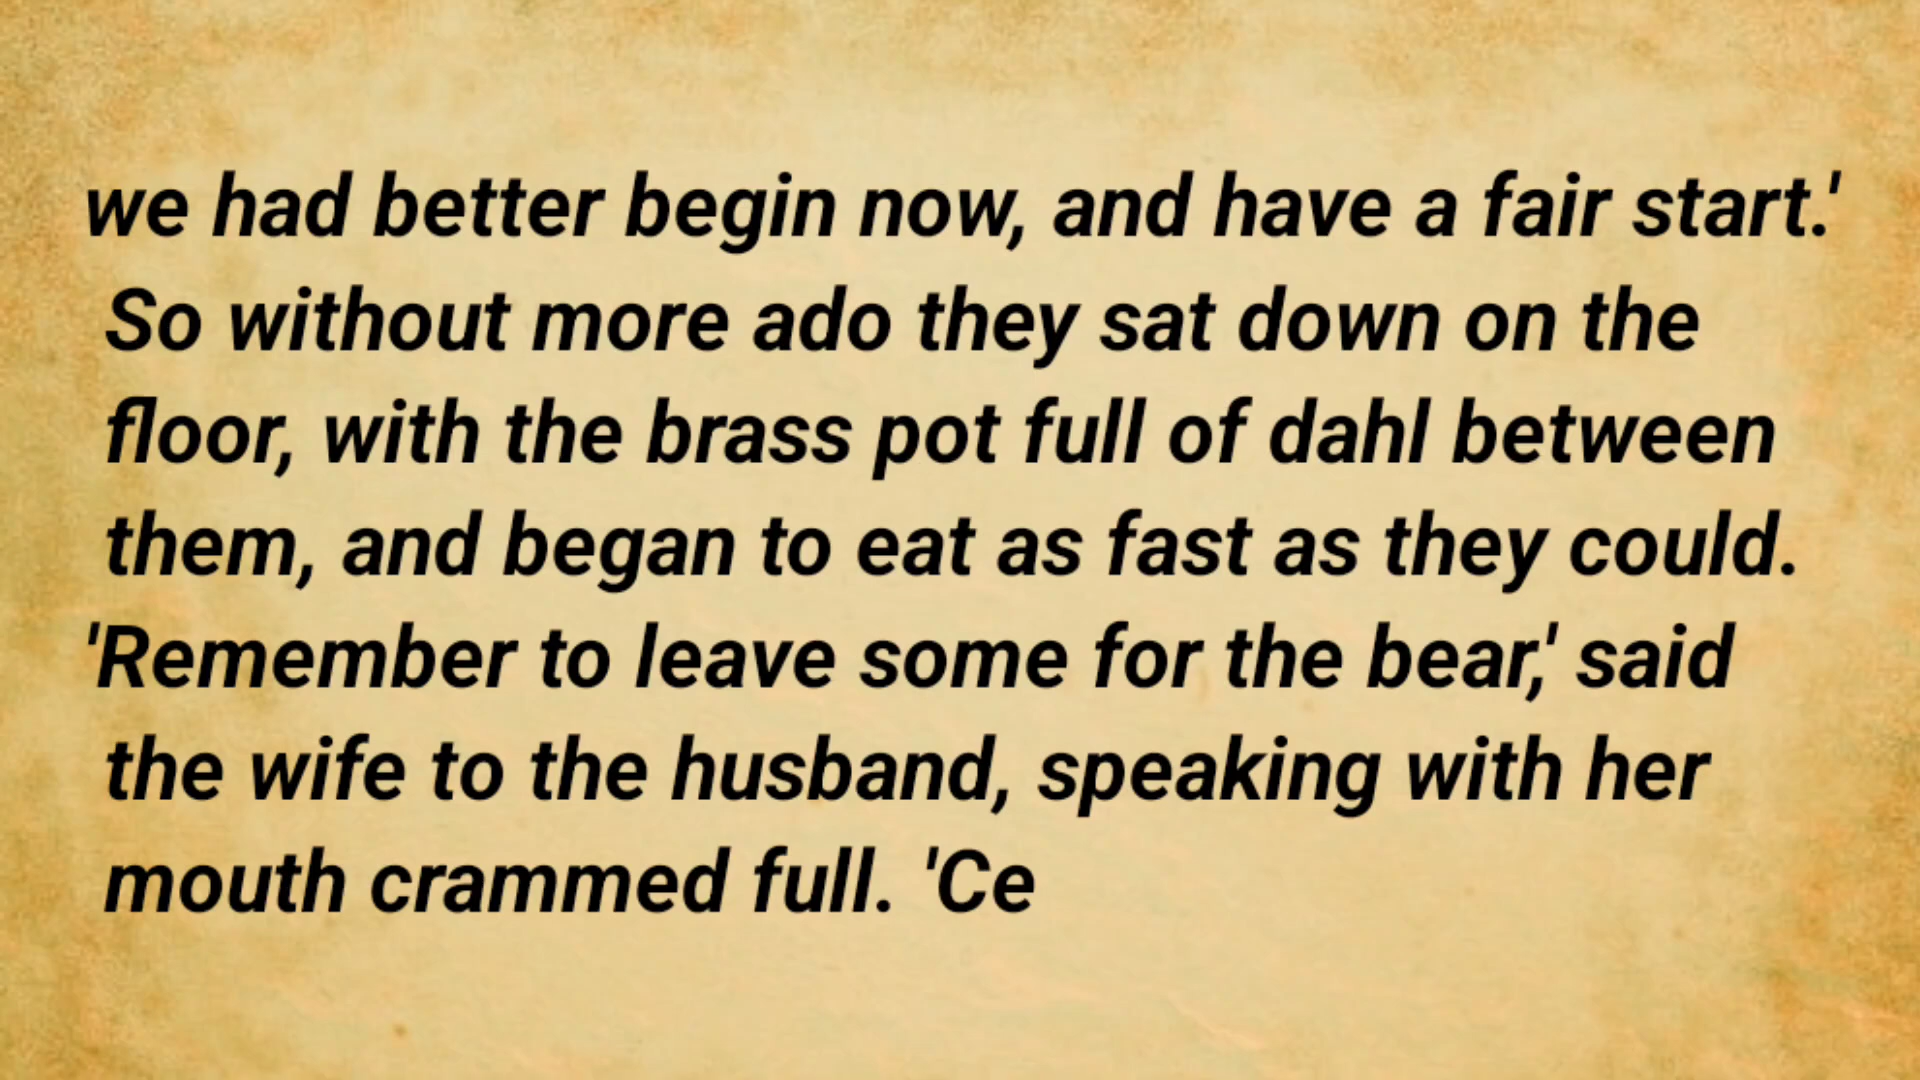 we had better begin now, and have a fair start.'
So without more ado they sat down on the
floor, with the brass pot full of dahl between
them, and began to eat as fast as they could.
'Remember to leave some for the bear,' said
the wife to the husband, speaking with her
mouth crammed full. 'Ce